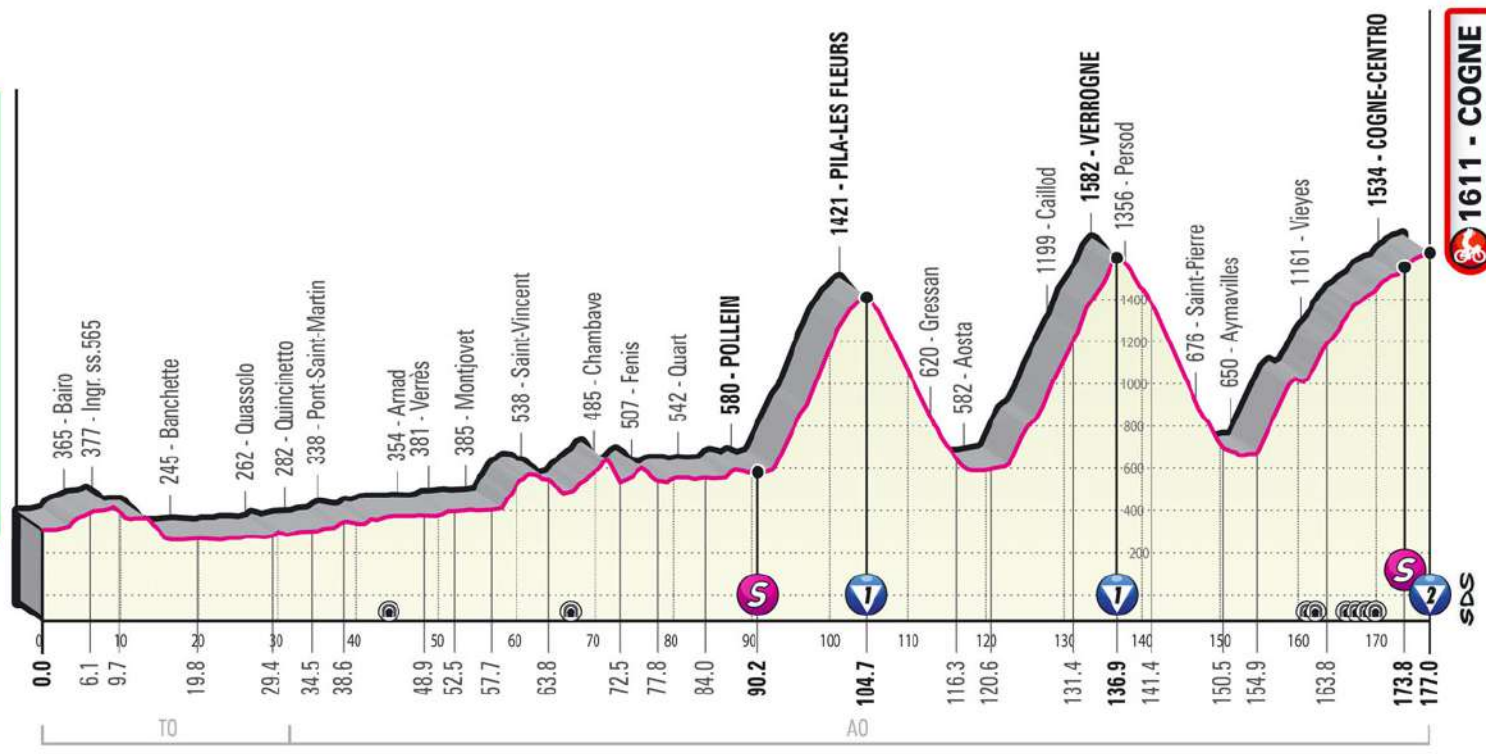 365 - Bairo
377 - Ingr. ss.565
245 - Banchette
262 - Quassolo
282 - Quincinetto
338 - Pont-Saint-Martin
354 - Arnad
381 - Verrès
385 - Montjovet
538 - Saint-Vincent
485 - Chambave
507 - Fenis
542 - Quart
580 - POLLEIN
1421 - PILA-LES FLEURS
620 - Gressan
582 - Aosta
1199 - Caillod
1582 - VERROGNE
1356 - Persod
676 - Saint-Pierre
650 - Aymavilles
1161 - Vieyes
1534 - COGNE-CENTRO
1611 - COGNE
1400
1200
1000
800
600
400
200
S
1
1
S
2
SDS
0 10 20 30 40 50 60 70 80 90 100 110 120 130 140 150 160 170
0.0 6.1 9.7 19.8 29.4 34.5 38.6 48.9 52.5 57.7 63.8 72.5 77.8 84.0 90.2 104.7 116.3 120.6 131.4 136.9 141.4 150.5 154.9 163.8 173.8 177.0
TO AO